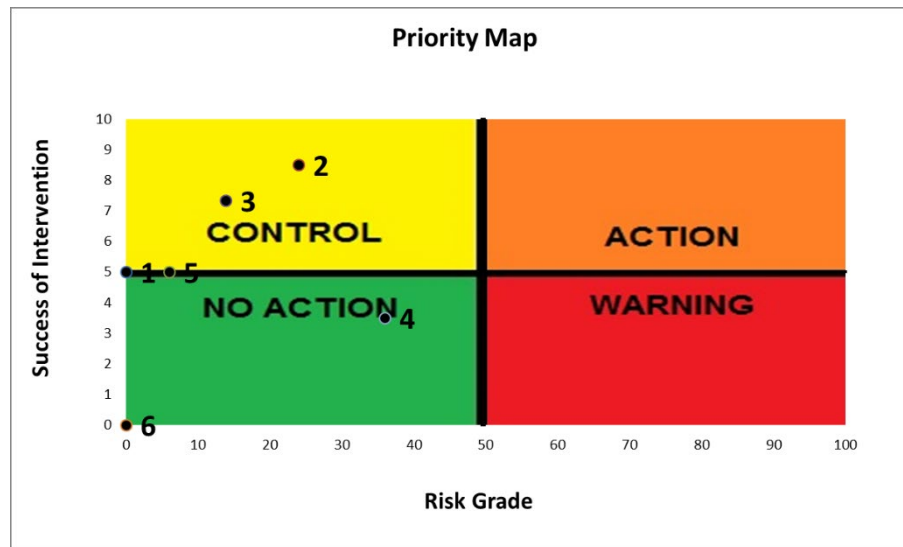 Priority Map
Success of Intervention
10
9
8
7
6
5
4
3
2
1
0
2
3
CONTROL
ACTION
1 5
NO ACTION
4
WARNING
6
0 10 20 30 40 50 60 70 80 90 100
Risk Grade